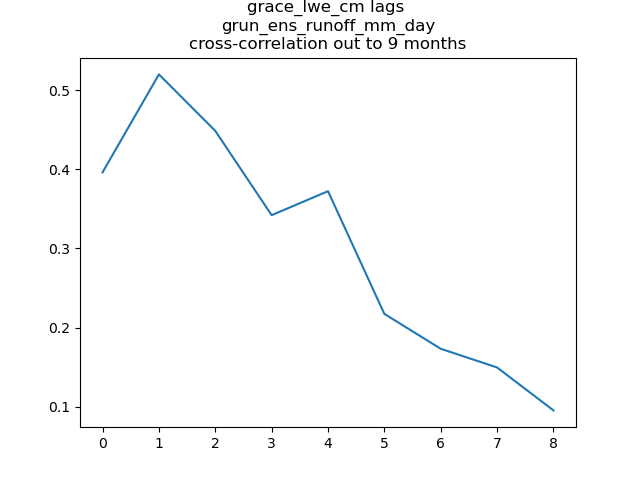 grace_lwe_cm lags
grun_ens_runoff_mm_day
cross-correlation out to 9 months
0.5
0.4
0.3
0.2
0.1
0 1 2 3 4 5 6 7 8